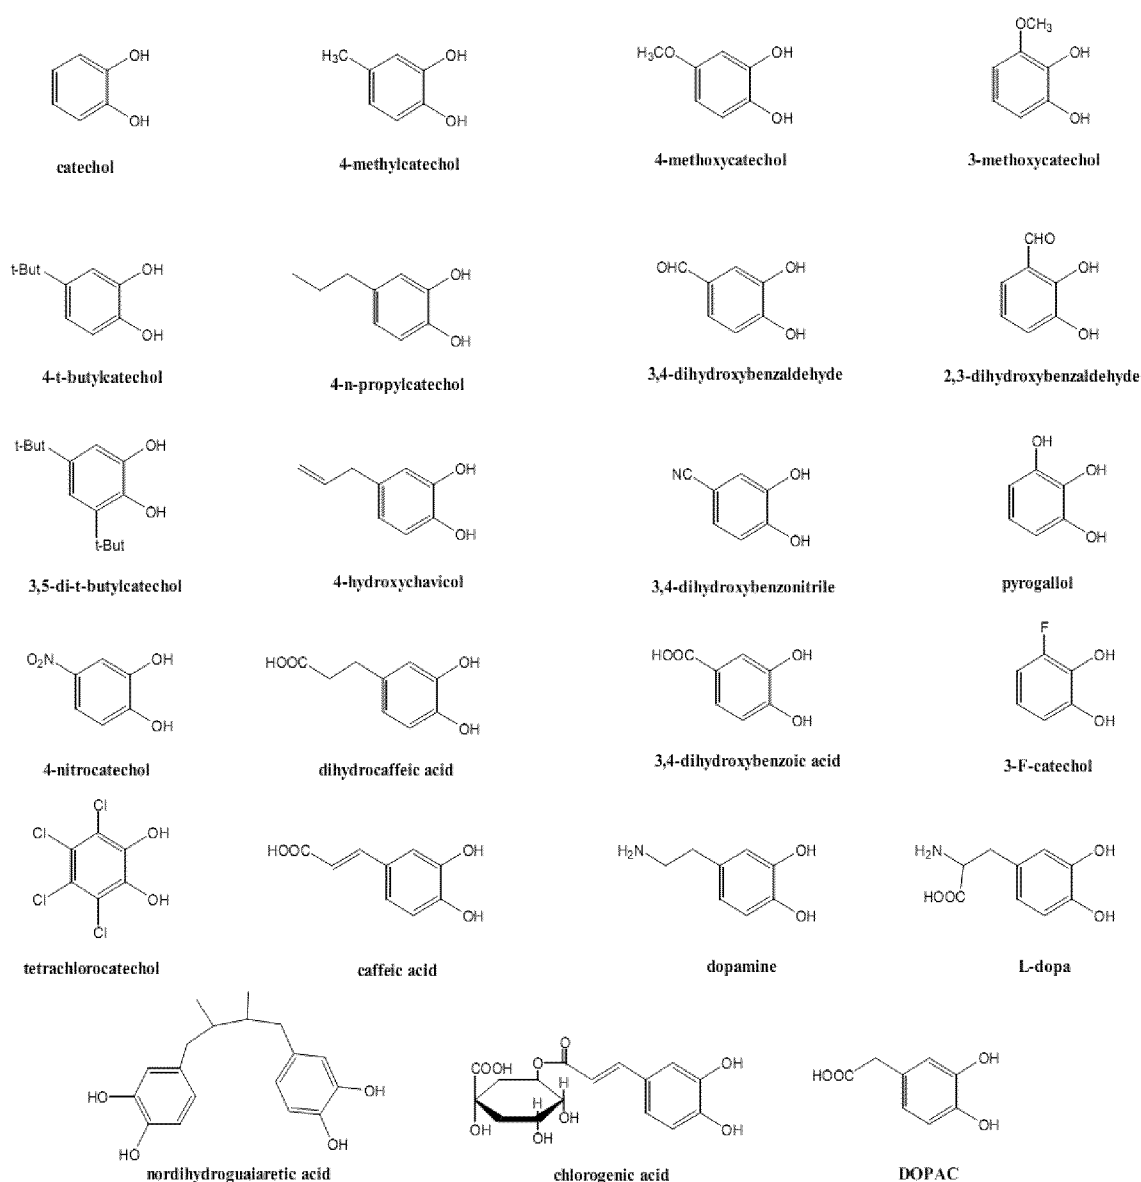 OH
OH
catechol
H₃C
OH
OH
4-methylcatechol
H₃CO
OH
OH
4-methoxycatechol
OCH₃
OH
OH
3-methoxycatechol
t-But
OH
OH
4-t-butylcatechol
OH
OH
4-n-propylcatechol
OHC
OH
OH
3,4-dihydroxybenzaldehyde
CHO
OH
OH
2,3-dihydroxybenzaldehyde
t-But
OH
OH
t-But
3,5-di-t-butylcatechol
OH
OH
4-hydroxychavicol
NC
OH
OH
3,4-dihydroxybenzonitrile
OH
OH
OH
pyrogallol
O₂N
OH
OH
4-nitrocatechol
HOOC
OH
OH
dihydrocaffeic acid
HOOC
OH
OH
3,4-dihydroxybenzoic acid
F
OH
OH
3-F-catechol
Cl
Cl
OH
Cl
OH
Cl
tetrachlorocatechol
HOOC
OH
OH
caffeic acid
H₂N
OH
OH
dopamine
H₂N
HOOC
OH
OH
L-dopa
HO
HO
OH
OH
nordihydroguaiaretic acid
O
COOH
O
H
H
OH
OH
OH
OH
OH
chlorogenic acid
HOOC
OH
OH
DOPAC